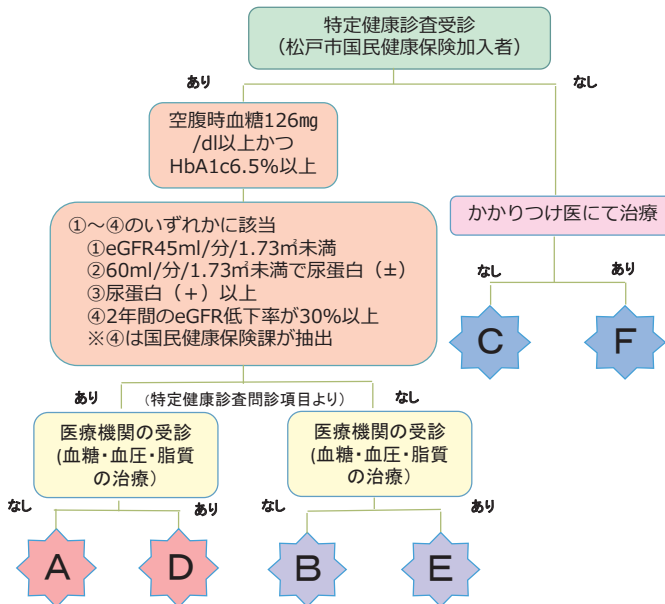 特定健康診査受診
（松戸市国民健康保険加入者）
あり
なし
空腹時血糖126㎎
/dl以上かつ
HbA1c6.5%以上
①～④のいずれかに該当
①eGFR45ml/分/1.73㎡未満
②60ml/分/1.73㎡未満で尿蛋白（±）
③尿蛋白（＋）以上
④2年間のeGFR低下率が30%以上
※④は国民健康保険課が抽出
かかりつけ医にて治療
なし
あり
C
F
あり
（特定健康診査問診項目より）
なし
医療機関の受診
(血糖・血圧・脂質
の治療）
医療機関の受診
(血糖・血圧・脂質
の治療）
なし
あり
なし
あり
A
D
B
E